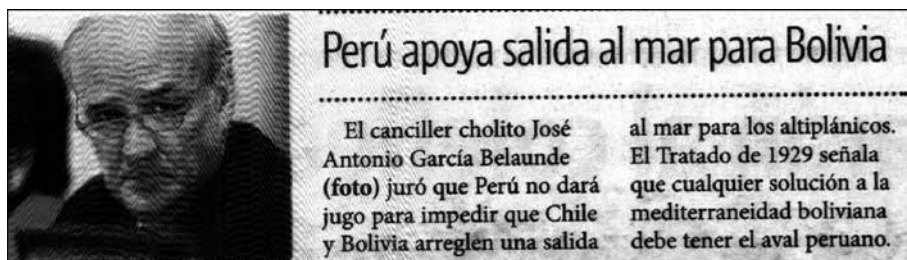 Perú apoya salida al mar para Bolivia
El canciller cholito José
Antonio García Belaunde
(foto) juró que Perú no dará
jugo para impedir que Chile
y Bolivia arreglen una salida
al mar para los altiplánicos.
El Tratado de 1929 señala
que cualquier solución a la
mediterraneidad boliviana
debe tener el aval peruano.